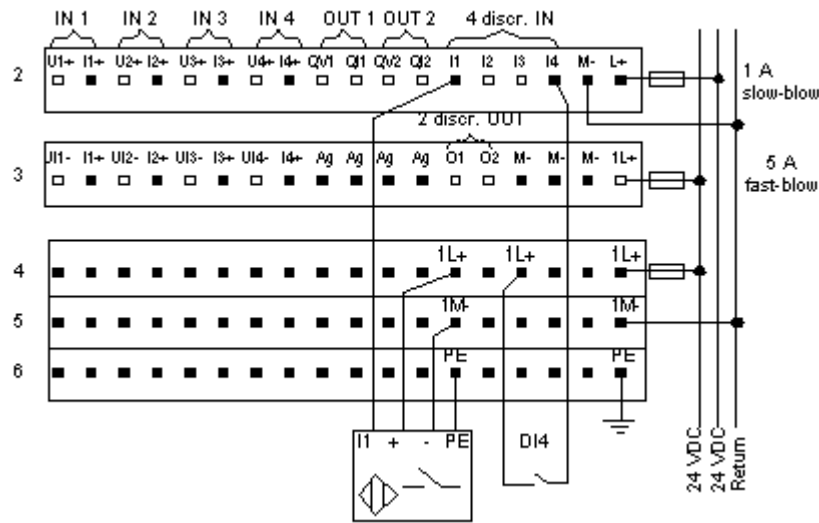 IN 1 IN 2 IN 3 IN 4 OUT 1 OUT 2 4 discr. IN
U1+ I1+ U2+ I2+ U3+ I3+ U4+ I4+ QV1 QI1 QV2 QI2 I1 I2 I3 I4 M- L+
2
1 A
slow-blow
2 discr. OUT
UI1- I1+ UI2- I2+ UI3- I3+ UI4- I4+ Ag Ag Ag Ag O1 O2 M- M- M- 1L+
3
5 A
fast-blow
1L+ 1L+ 1L+
4
1M- 1M-
5
PE PE
6
I1 + - PE DI4
24 VDC
24 VDC
Return